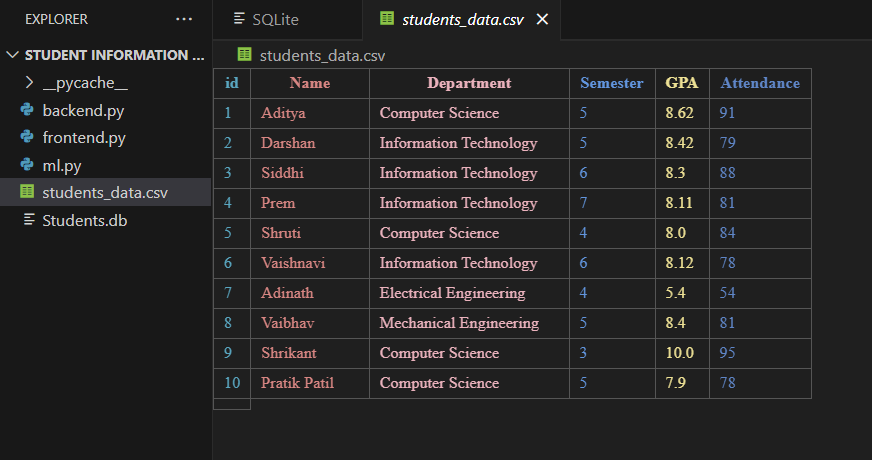 EXPLORER ...
STUDENT INFORMATION ...
__pycache__
backend.py
frontend.py
ml.py
students_data.csv
Students.db
SQLite students_data.csv
students_data.csv
id Name Department Semester GPA Attendance
1 Aditya Computer Science 5 8.62 91
2 Darshan Information Technology 5 8.42 79
3 Siddhi Information Technology 6 8.3 88
4 Prem Information Technology 7 8.11 81
5 Shruti Computer Science 4 8.0 84
6 Vaishnavi Information Technology 6 8.12 78
7 Adinath Electrical Engineering 4 5.4 54
8 Vaibhav Mechanical Engineering 5 8.4 81
9 Shrikant Computer Science 3 10.0 95
10 Pratik Patil Computer Science 5 7.9 78